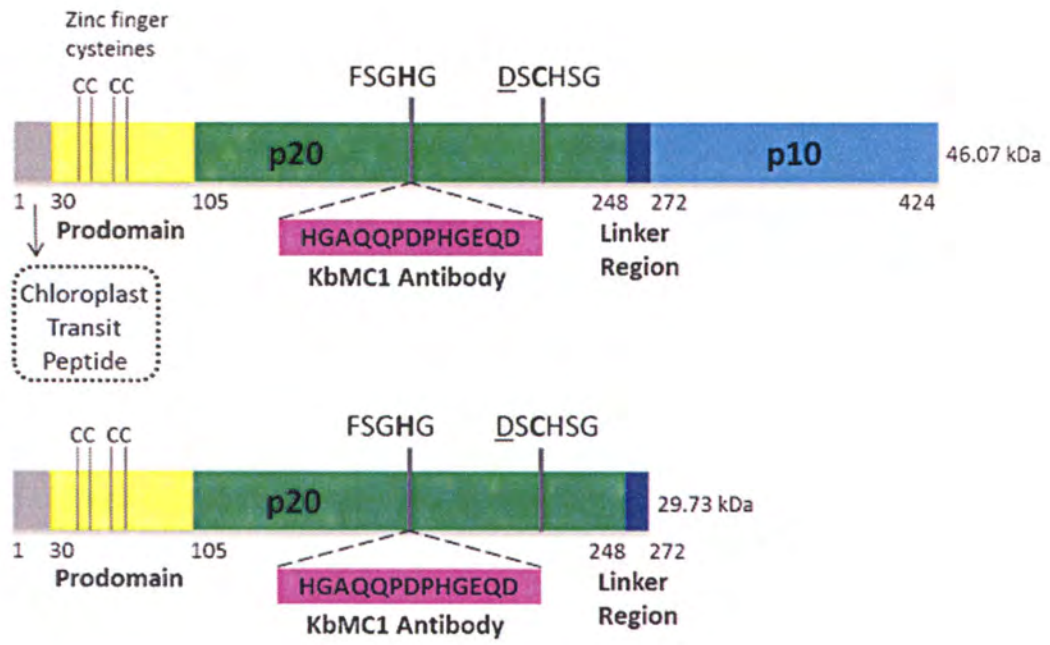 Zinc finger
cysteines
CC CC
FSGHG
DSCHSG
p20
p10
46.07 kDa
1
30
105
248
272
424
Prodomain
HGAQQPDPHGEQD
Linker
Region
KbMC1 Antibody
Chloroplast
Transit
Peptide
CC CC
FSGHG
DSCHSG
p20
29.73 kDa
1
30
105
248
272
Prodomain
HGAQQPDPHGEQD
Linker
Region
KbMC1 Antibody